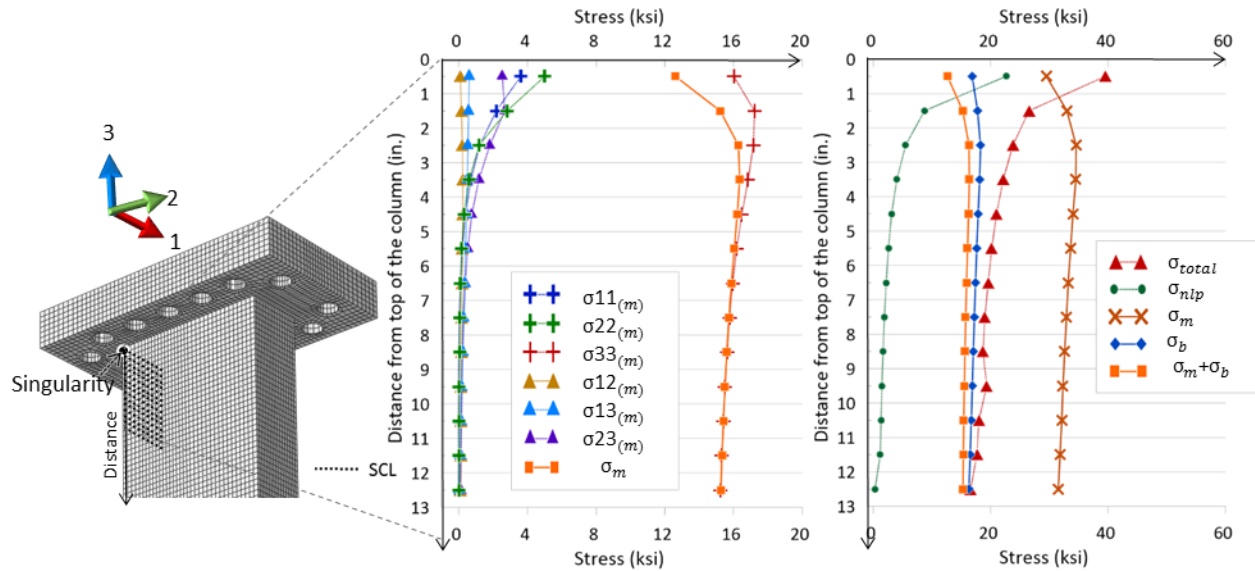 3
2
1
Singularity
Distance
SCL
Stress (ksi)
0 4 8 12 16 20
Distance from top of the column (in.)
0
1
2
3
4
5
6
7
8
9
10
11
12
13
σ11(m)
σ22(m)
σ33(m)
σ12(m)
σ13(m)
σ23(m)
σm
0 4 8 12 16 20
Stress (ksi)
Stress (ksi)
0 20 40 60
Distance from top of the column (in.)
0
1
2
3
4
5
6
7
8
9
10
11
12
13
σtotal
σnlp
σm
σb
σm+σb
0 20 40 60
Stress (ksi)